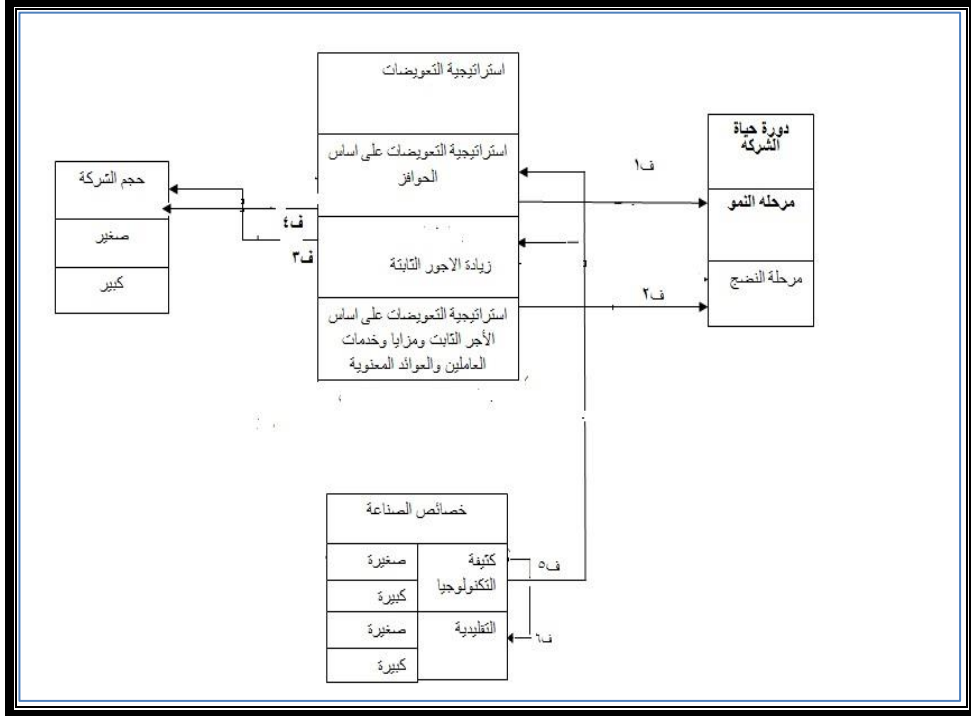 استراتيجية التعويضات
استراتيجية التعويضات على اساس
الحوافز
زيادة الاجور الثابتة
استراتيجية التعويضات على اساس
الأجر الثابت ومزايا وخدمات
العاملين والعوائد المعنوية
دورة حياة
الشركه
مرحله النمو
مرحلة النضج
ف١
ف٢
حجم الشركة
صغير
كبير
ف٤
ف٣
خصائص الصناعة
كثيفة
التكنولوجيا
صغيرة
كبيرة
التقليدية
صغيرة
كبيرة
ف٥
ف٦